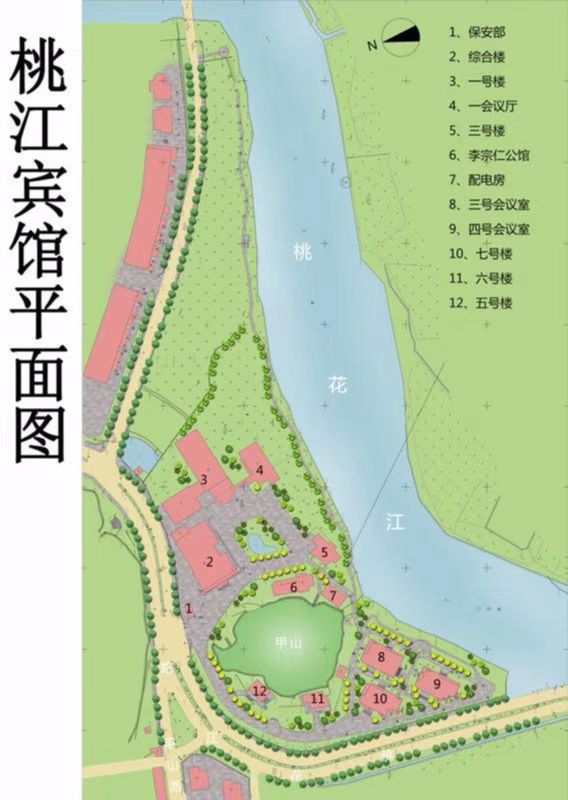 桃江宾馆平面图
N
1、保安部
2、综合楼
3、一号楼
4、一会议厅
5、三号楼
6、李宗仁公馆
7、配电房
8、三号会议室
9、四号会议室
10、七号楼
11、六号楼
12、五号楼
桃
花
江
3
4
2
5
6
7
1
甲山
8
9
10
11
12
江
花